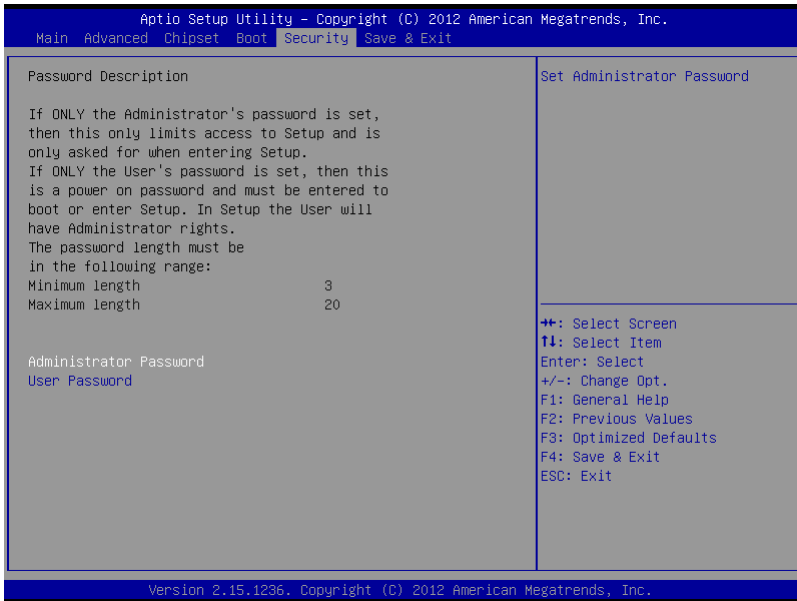 Aptio Setup Utility – Copyright (C) 2012 American Megatrends, Inc.
Main Advanced Chipset Boot Security Save & Exit
Password Description
If ONLY the Administrator's password is set,
then this only limits access to Setup and is
only asked for when entering Setup.
If ONLY the User's password is set, then this
is a power on password and must be entered to
boot or enter Setup. In Setup the User will
have Administrator rights.
The password length must be
in the following range:
Minimum length 3
Maximum length 20
Administrator Password
User Password
Set Administrator Password
→←: Select Screen
↑↓: Select Item
Enter: Select
+/-: Change Opt.
F1: General Help
F2: Previous Values
F3: Optimized Defaults
F4: Save & Exit
ESC: Exit
Version 2.15.1236. Copyright (C) 2012 American Megatrends, Inc.